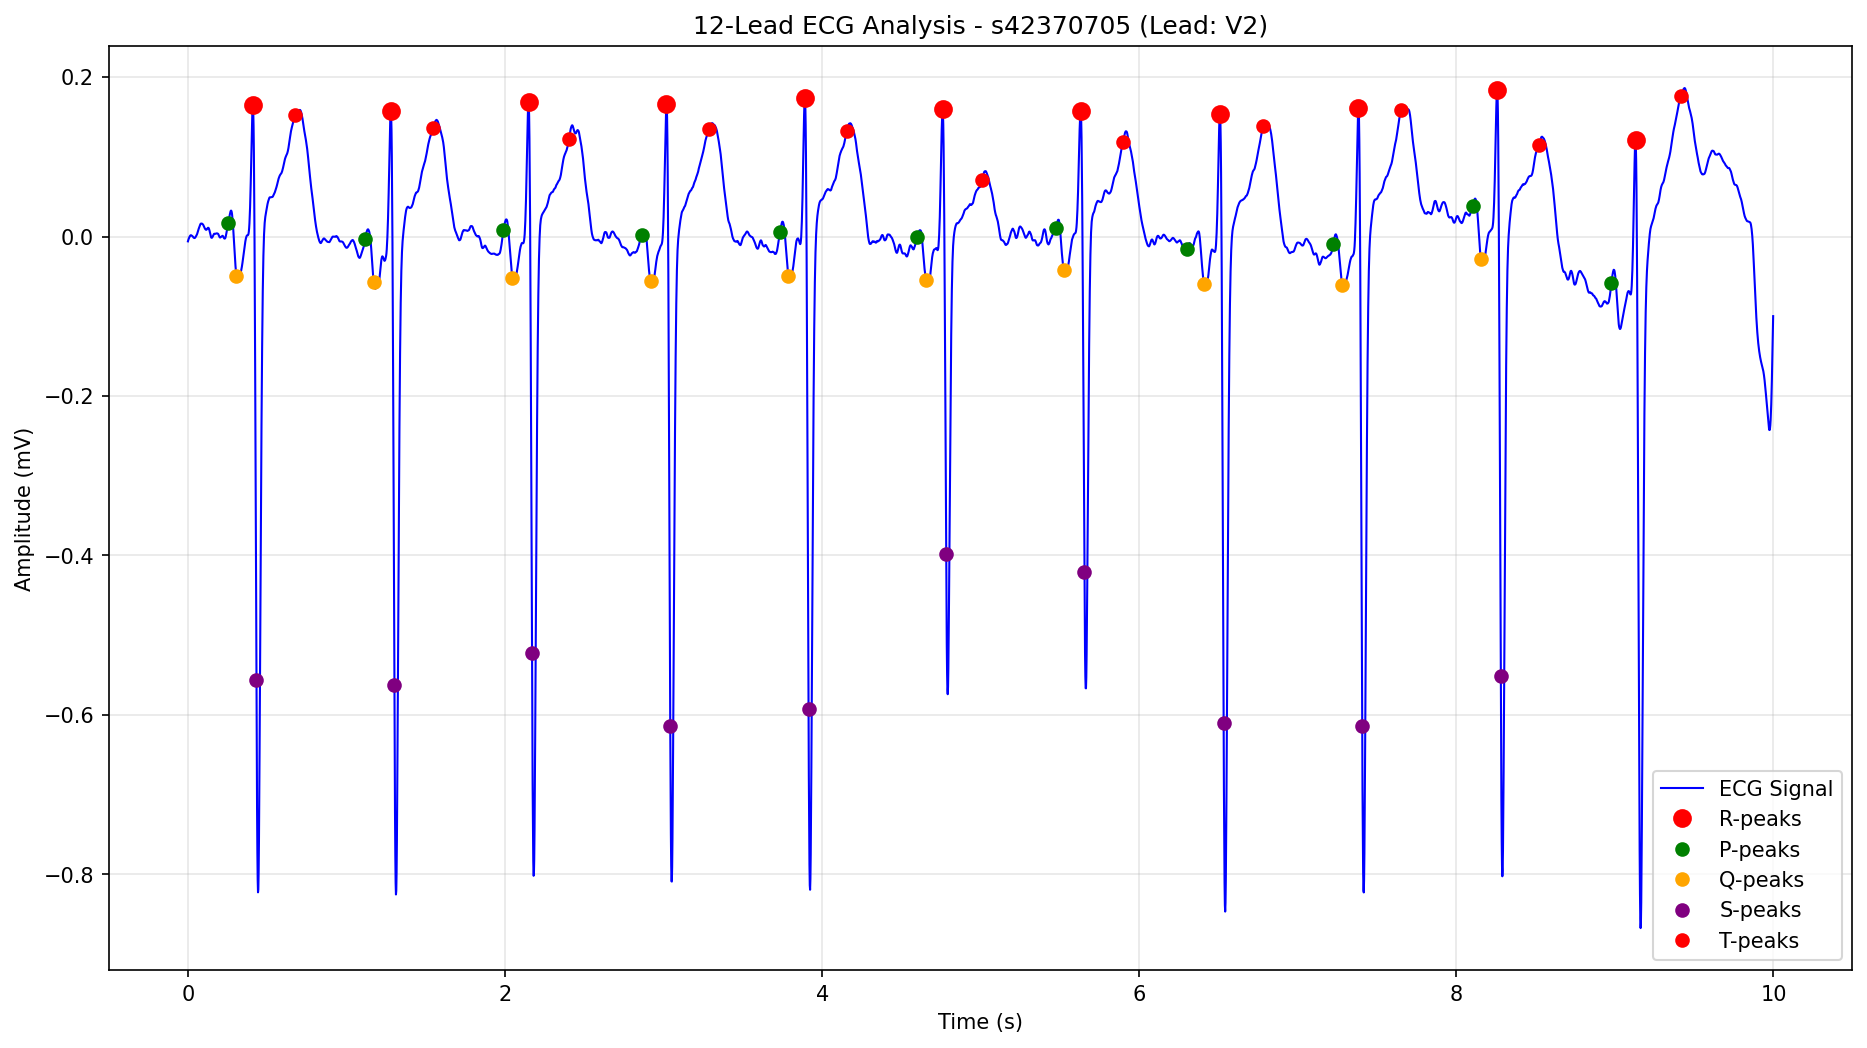 12-Lead ECG Analysis - s42370705 (Lead: V2)
Amplitude (mV)
0.2
0.0
−0.2
−0.4
−0.6
−0.8
0 2 4 6 8 10
Time (s)
ECG Signal
R-peaks
P-peaks
Q-peaks
S-peaks
T-peaks